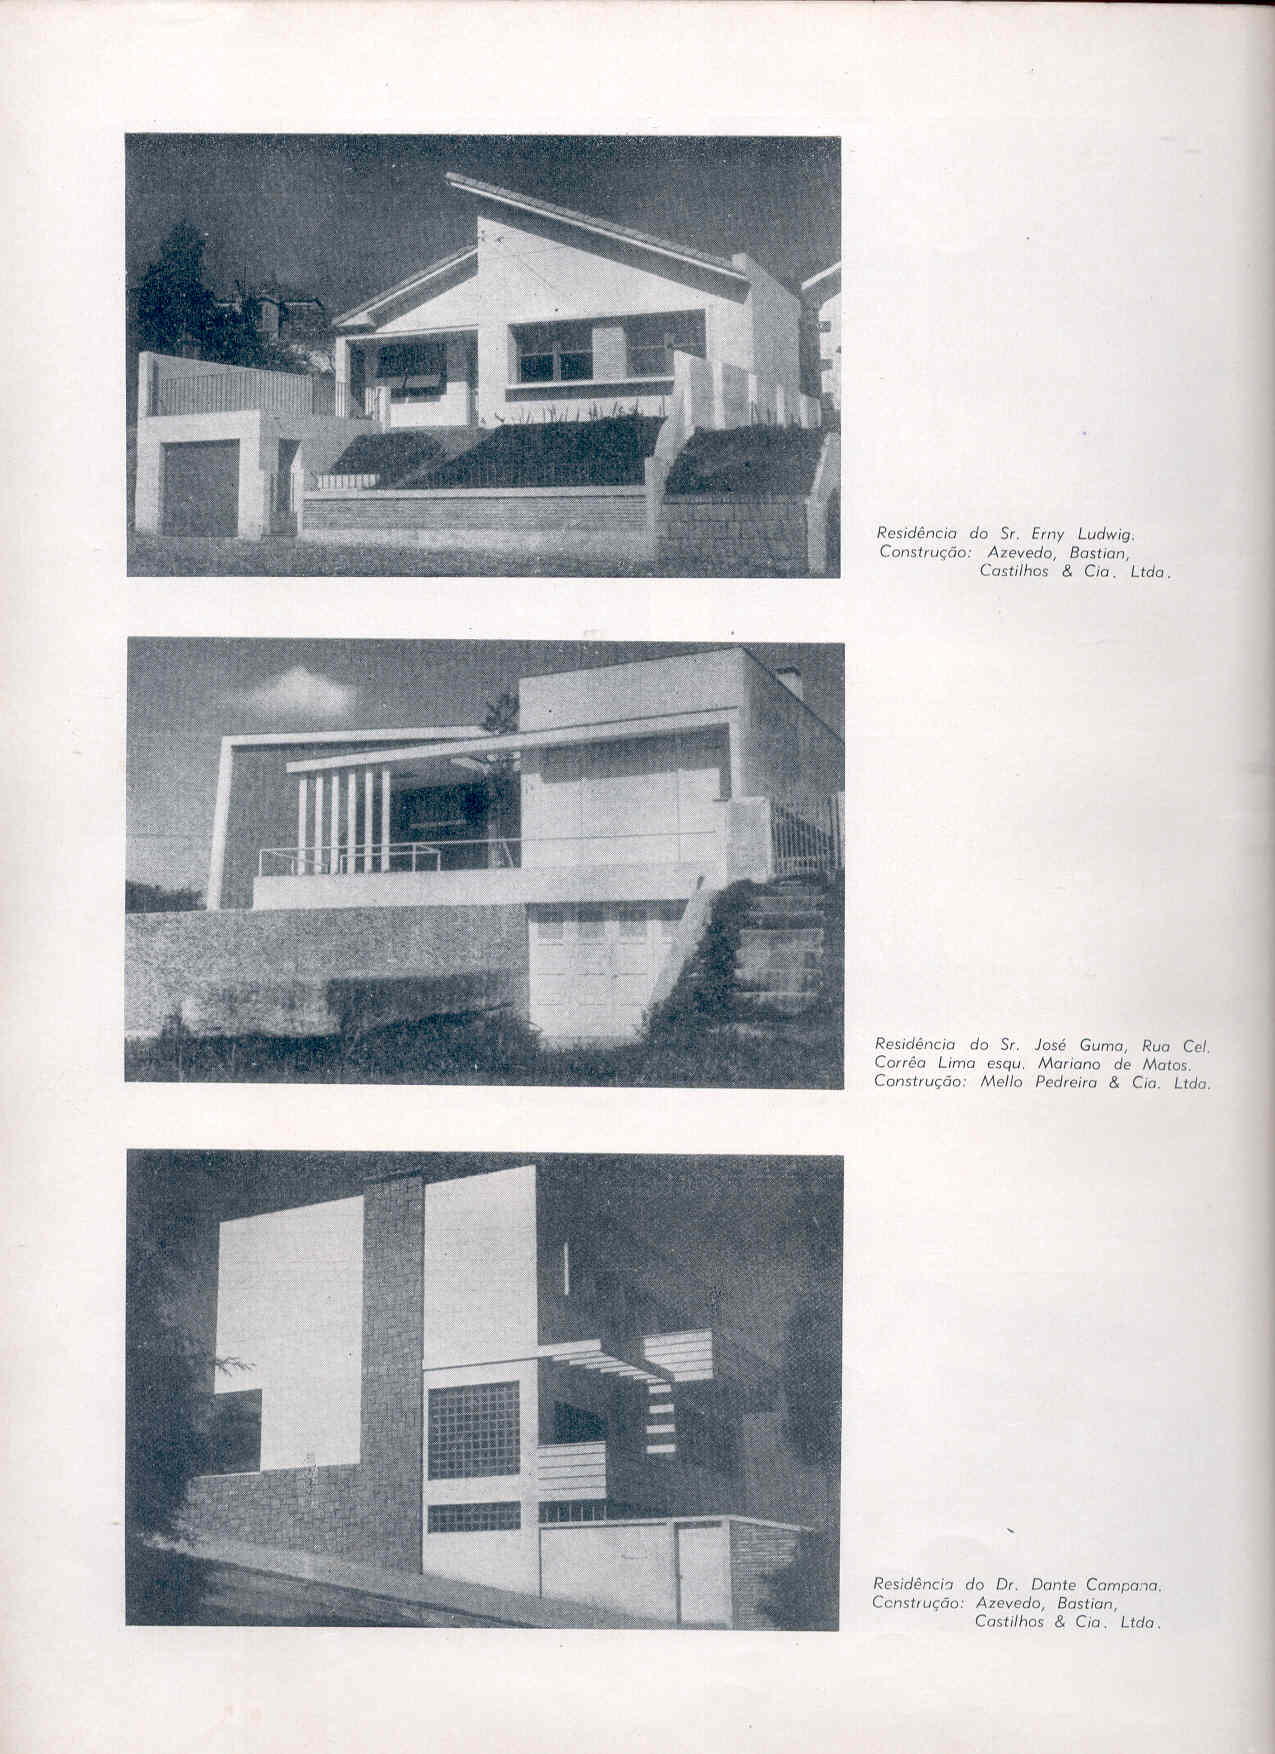 Residência do Sr. Erny Ludwig.
Construção: Azevedo, Bastian,
Castilhos & Cia. Ltda.
Residência do Sr. José Guma, Rua Cel.
Corrêa Lima esqu. Mariano de Matos.
Construção: Mello Pedreira & Cia. Ltda.
Residência do Dr. Dante Campana.
Construção: Azevedo, Bastian,
Castilhos & Cia. Ltda.